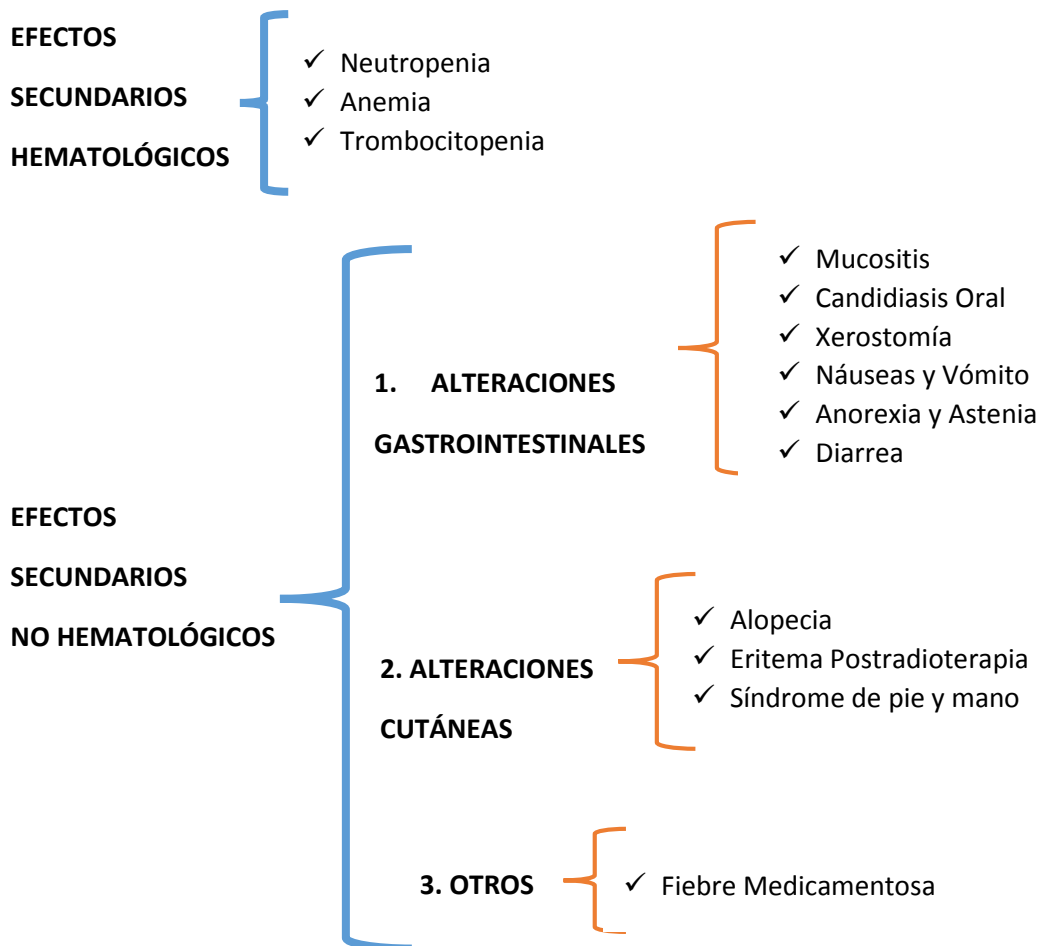 EFECTOS
SECUNDARIOS
HEMATOLÓGICOS
✓ Neutropenia
✓ Anemia
✓ Trombocitopenia
EFECTOS
SECUNDARIOS
NO HEMATOLÓGICOS
1. ALTERACIONES
GASTROINTESTINALES
✓ Mucositis
✓ Candidiasis Oral
✓ Xerostomía
✓ Náuseas y Vómito
✓ Anorexia y Astenia
✓ Diarrea
2. ALTERACIONES
CUTÁNEAS
✓ Alopecia
✓ Eritema Postradioterapia
✓ Síndrome de pie y mano
3. OTROS
✓ Fiebre Medicamentosa